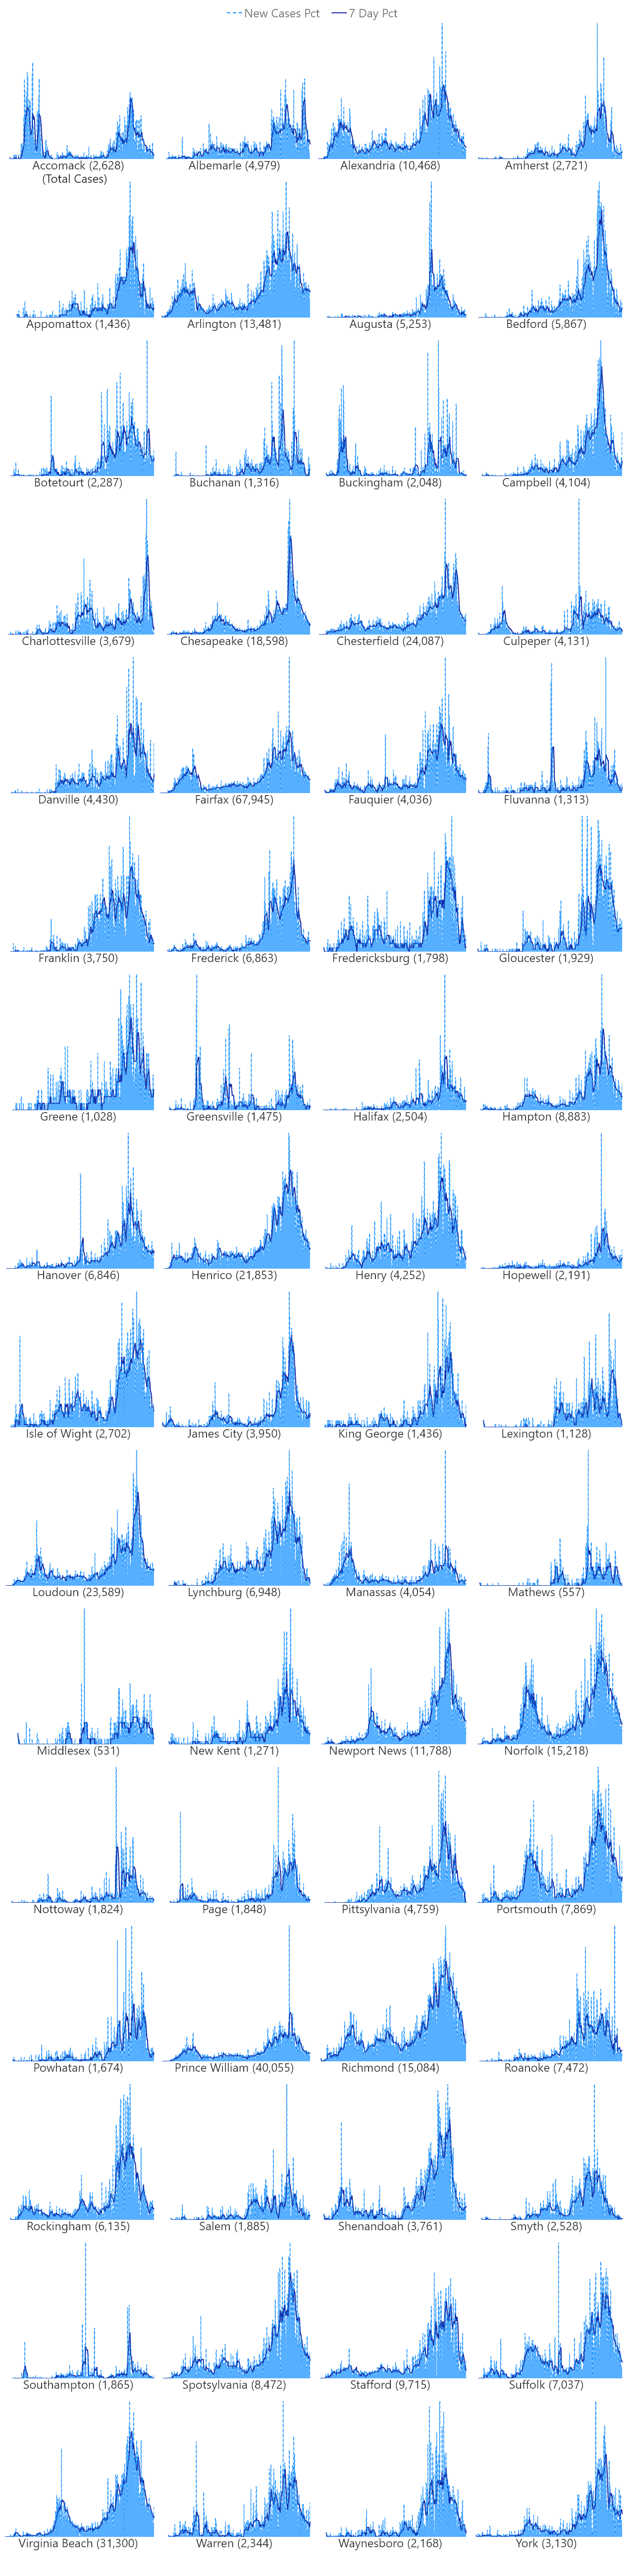 New Cases Pct 7 Day Pct
Accomack (2,628) Albemarle (4,979) Alexandria (10,468) Amherst (2,721)
(Total Cases)
Appomattox (1,436) Arlington (13,481) Augusta (5,253) Bedford (5,867)
Botetourt (2,287) Buchanan (1,316) Buckingham (2,048) Campbell (4,104)
Charlottesville (3,679) Chesapeake (18,598) Chesterfield (24,087) Culpeper (4,131)
Danville (4,430) Fairfax (67,945) Fauquier (4,036) Fluvanna (1,313)
Franklin (3,750) Frederick (6,863) Fredericksburg (1,798) Gloucester (1,929)
Greene (1,028) Greensville (1,475) Halifax (2,504) Hampton (8,883)
Hanover (6,846) Henrico (21,853) Henry (4,252) Hopewell (2,191)
Isle of Wight (2,702) James City (3,950) King George (1,436) Lexington (1,128)
Loudoun (23,589) Lynchburg (6,948) Manassas (4,054) Mathews (557)
Middlesex (531) New Kent (1,271) Newport News (11,788) Norfolk (15,218)
Nottoway (1,824) Page (1,848) Pittsylvania (4,759) Portsmouth (7,869)
Powhatan (1,674) Prince William (40,055) Richmond (15,084) Roanoke (7,472)
Rockingham (6,135) Salem (1,885) Shenandoah (3,761) Smyth (2,528)
Southampton (1,865) Spotsylvania (8,472) Stafford (9,715) Suffolk (7,037)
Virginia Beach (31,300) Warren (2,344) Waynesboro (2,168) York (3,130)